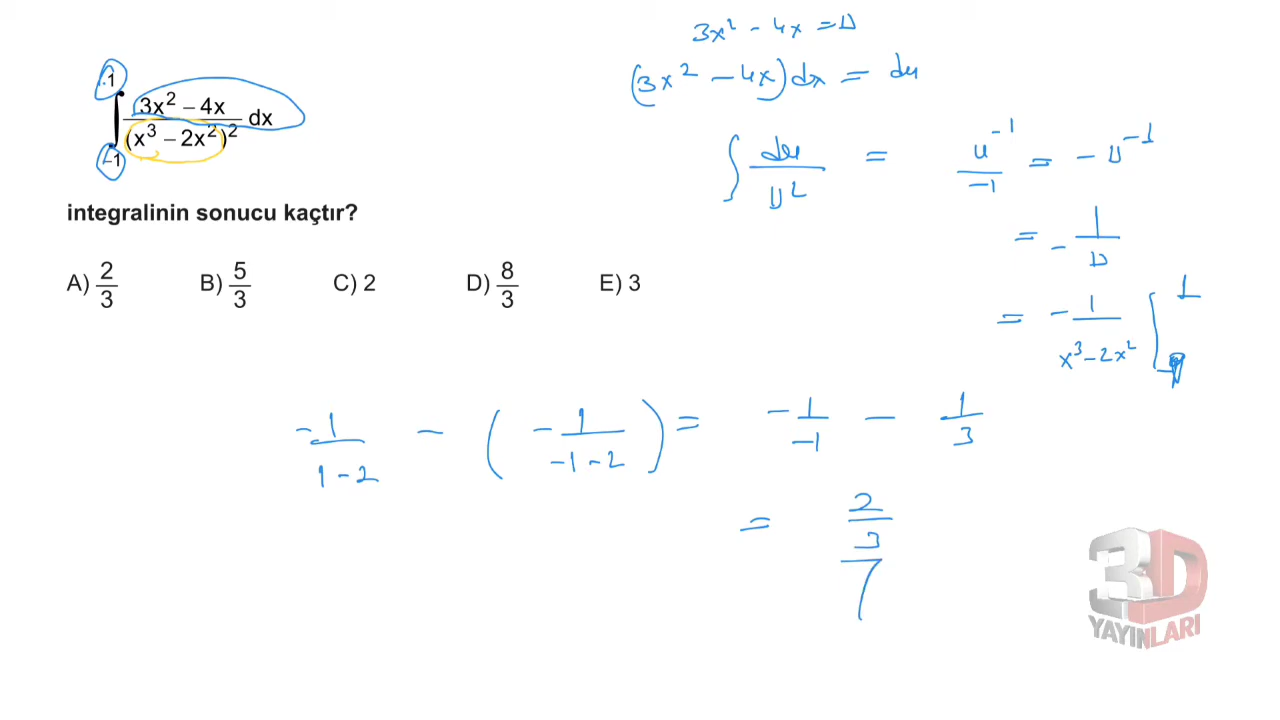 3x² − 4x = U
(3x² − 4x) dx = du
∫_{-1}^{1} (3x² − 4x)/(x³ − 2x²)² dx
∫ du/U² = u⁻¹/−1 = − U⁻¹
= − 1/U
integralinin sonucu kaçtır?
A) 2/3 B) 5/3 C) 2 D) 8/3 E) 3
= − 1/(x³−2x²) |_{-1}^{1}
−1/(1−2) − (−1/(−1−2)) = −1/−1 − 1/3
= 2/3
3D
YAYINLARI